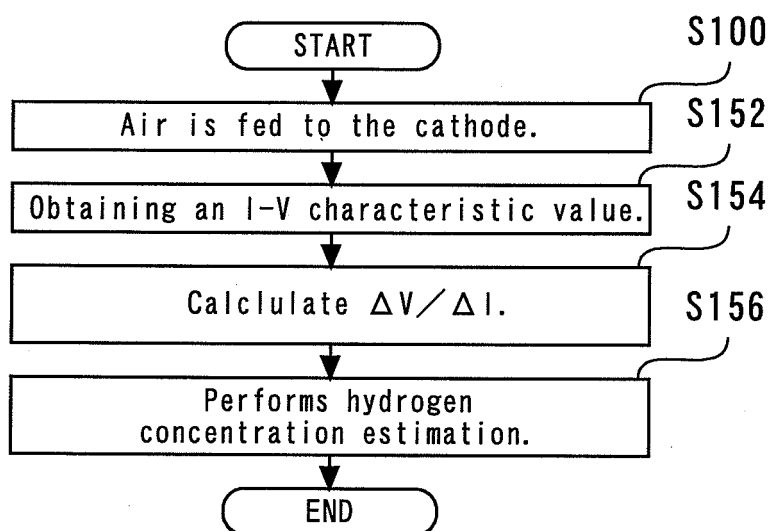 START
S100
Air is fed to the cathode.
S152
Obtaining an I-V characteristic value.
S154
Calclulate ΔV/ΔI.
S156
Performs hydrogen
concentration estimation.
END